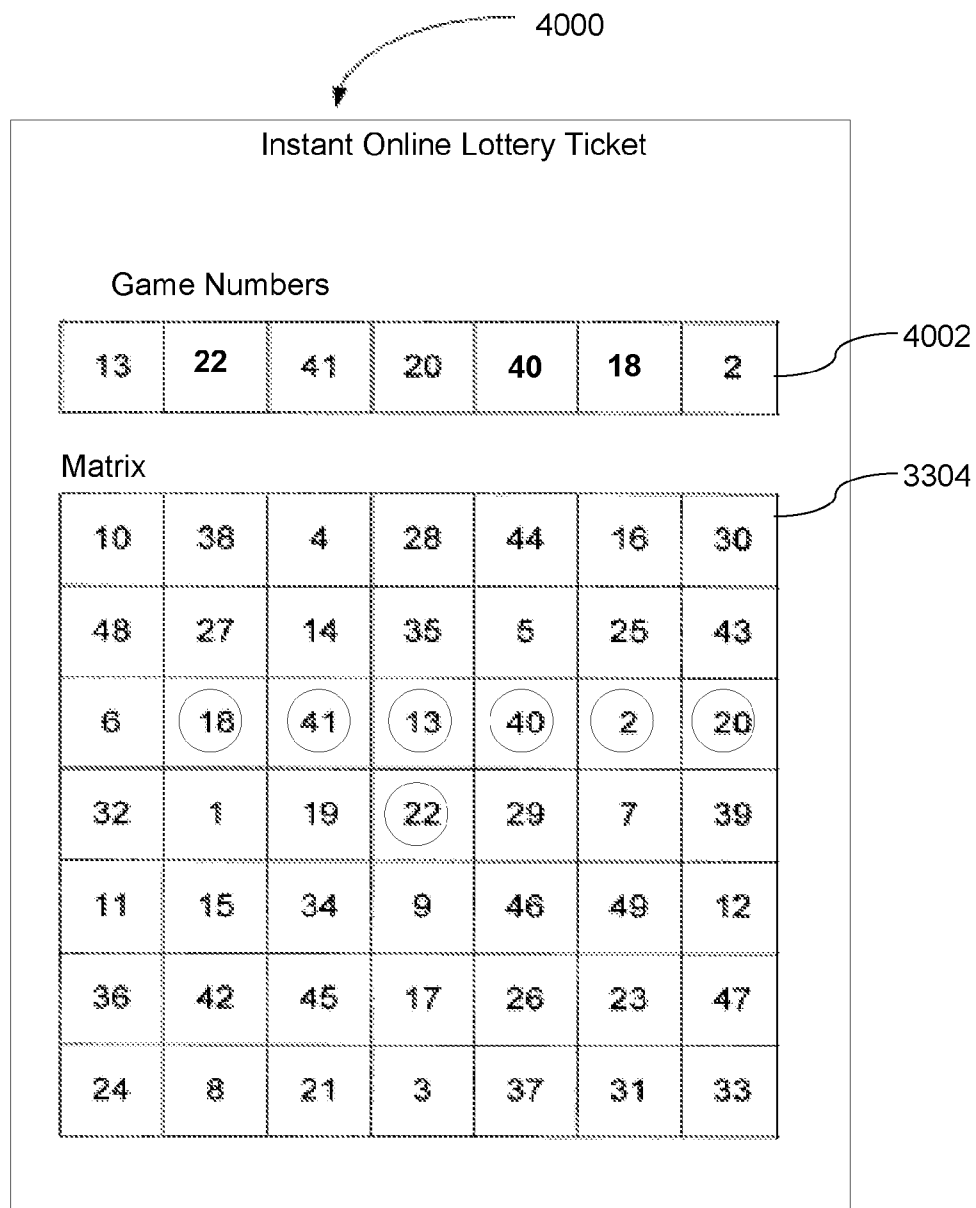 4000
Instant Online Lottery Ticket
Game Numbers
13 22 41 20 40 18 2
4002
Matrix
3304
10 38 4 28 44 16 30
48 27 14 35 5 25 43
6 18 41 13 40 2 20
32 1 19 22 29 7 39
11 15 34 9 46 49 12
36 42 45 17 26 23 47
24 8 21 3 37 31 33